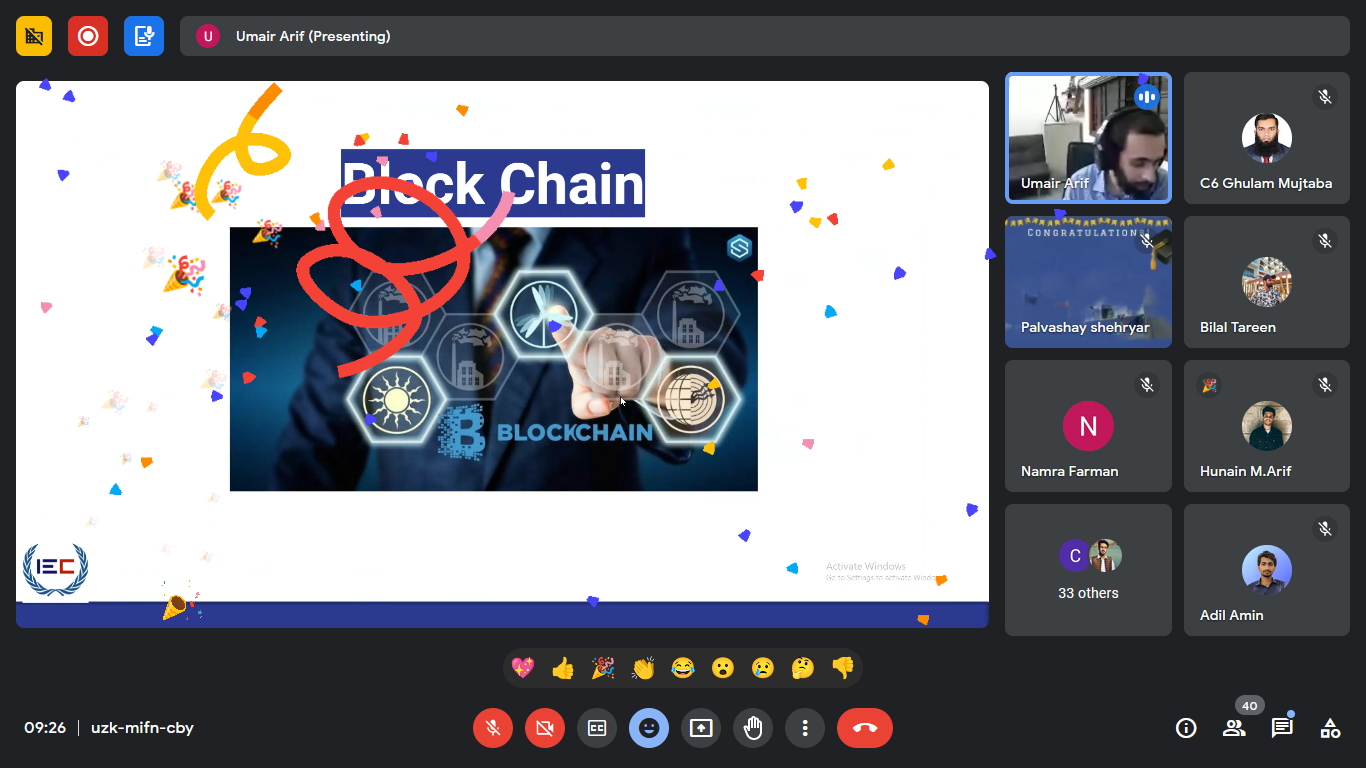 U
Umair Arif (Presenting)
Block Chain
BLOCKCHAIN
IEC
Activate Windows
Go to Settings to activate Windows
Umair Arif
C6 Ghulam Mujtaba
CONGRATULATIONS
Palvashay shehryar
Bilal Tareen
N
Namra Farman
Hunain M.Arif
C
33 others
Adil Amin
09:26 | uzk-mifn-cby
CC
40